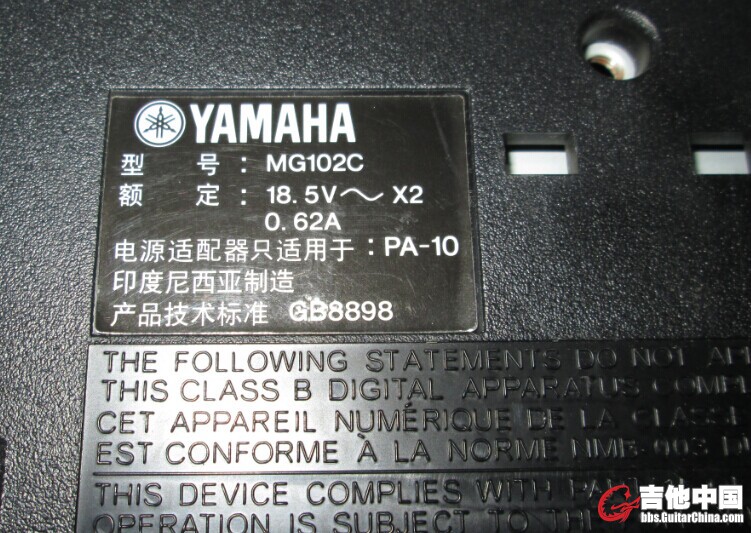 YAMAHA
型 号 : MG102C
额 定 : 18.5V～ X2
0.62A
电源适配器只适用于 : PA-10
印度尼西亚制造
产品技术标准 GB8898
THE FOLLOWING STATEMENTS DO NOT
THIS CLASS B DIGITAL APPARATUS
CET APPAREIL NUMÉRIQUE DE LA
EST CONFORME À LA NORME NMB-003
THIS DEVICE COMPLIES WITH
OPERATION IS SUBJECT TO
吉他中国
bbs.GuitarChina.com